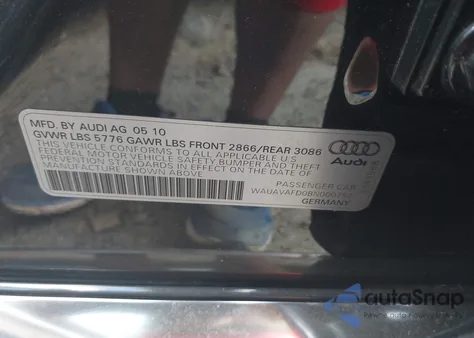 MFD. BY AUDI AG 05 10
GVWR LBS 5776 GAWR LBS FRONT 2866/REAR 3086
THIS VEHICLE CONFORMS TO ALL APPLICABLE U.S
FEDERAL MOTOR VEHICLE SAFETY,BUMPER AND THEFT
PREVENTION STANDARDS IN EFFECT ON THE DATE OF
MANUFACTURE SHOWN ABOVE
Audi
PASSENGER CAR
GERMANY
autoSnap